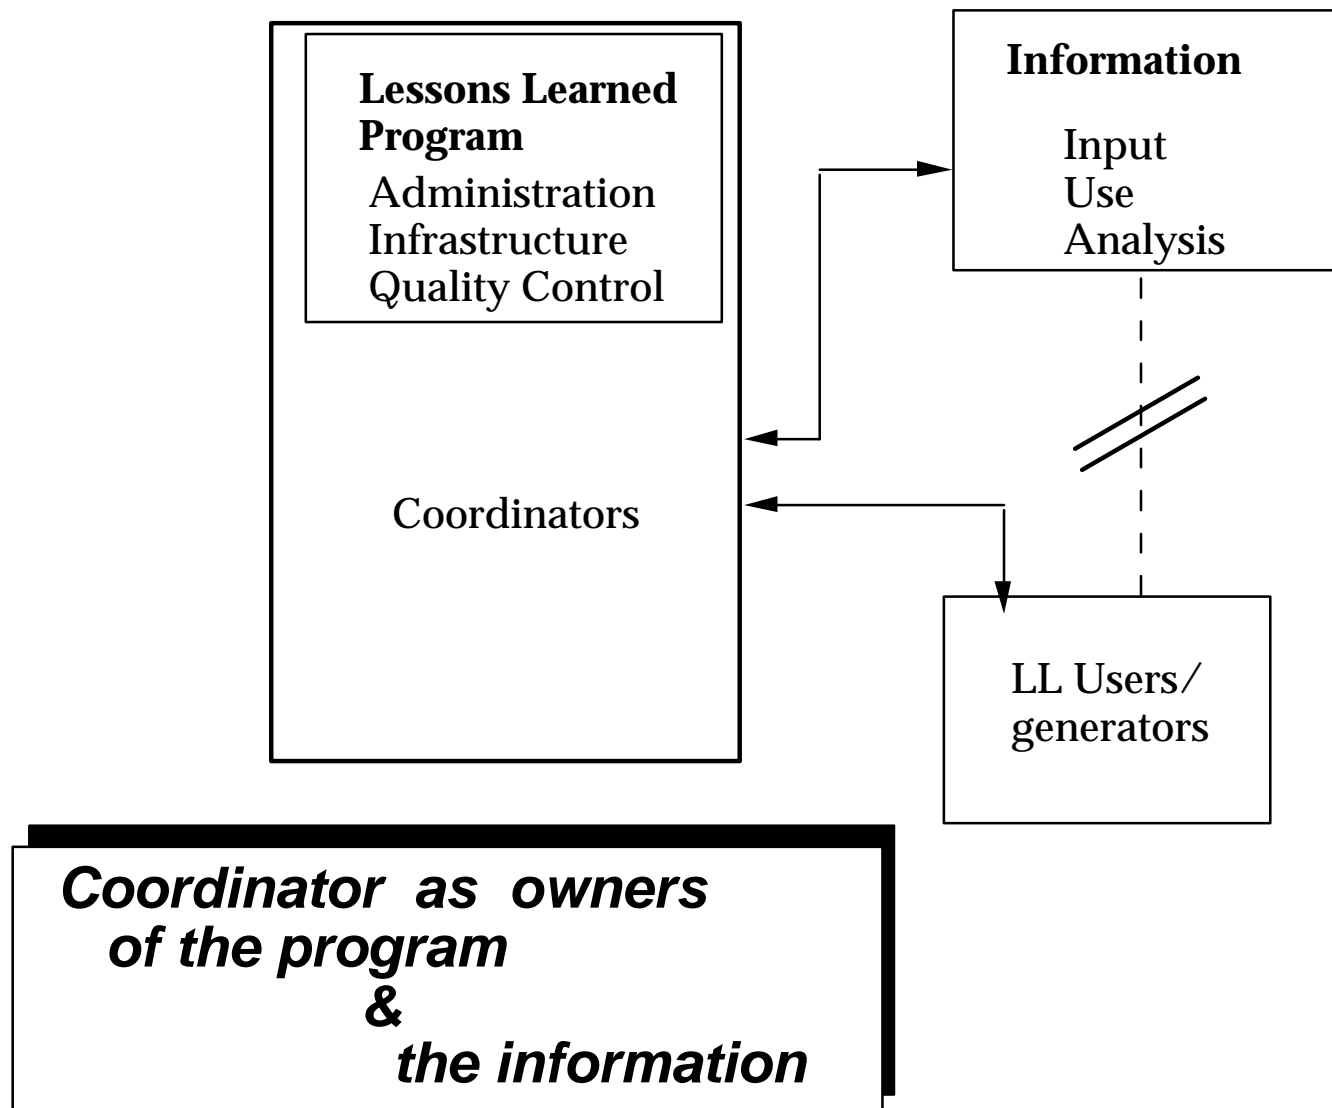 Lessons Learned
Program
Administration
Infrastructure
Quality Control
Coordinators
Information
Input
Use
Analysis
LL Users/
generators
Coordinator as owners
of the program
&
the information